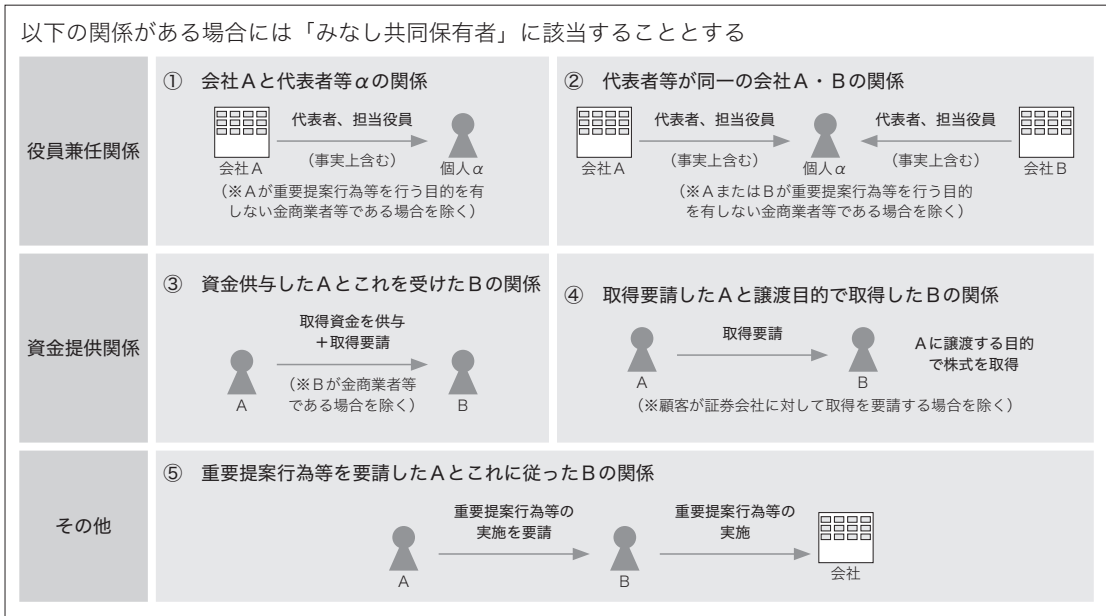 以下の関係がある場合には「みなし共同保有者」に該当することとする
役員兼任関係
① 会社Aと代表者等αの関係
代表者、担当役員
(事実上含む)
会社A
個人α
(※Aが重要提案行為等を行う目的を有
しない金商業者等である場合を除く)
② 代表者等が同一の会社A・Bの関係
代表者、担当役員
代表者、担当役員
(事実上含む)
(事実上含む)
会社A
個人α
会社B
(※AまたはBが重要提案行為等を行う目的
を有しない金商業者等である場合を除く)
資金提供関係
③ 資金供与したAとこれを受けたBの関係
取得資金を供与
+取得要請
(※Bが金商業者等
である場合を除く)
A
B
④ 取得要請したAと譲渡目的で取得したBの関係
取得要請
Aに譲渡する目的
で株式を取得
A
B
(※顧客が証券会社に対して取得を要請する場合を除く)
その他
⑤ 重要提案行為等を要請したAとこれに従ったBの関係
重要提案行為等の
実施を要請
重要提案行為等の
実施
A
B
会社